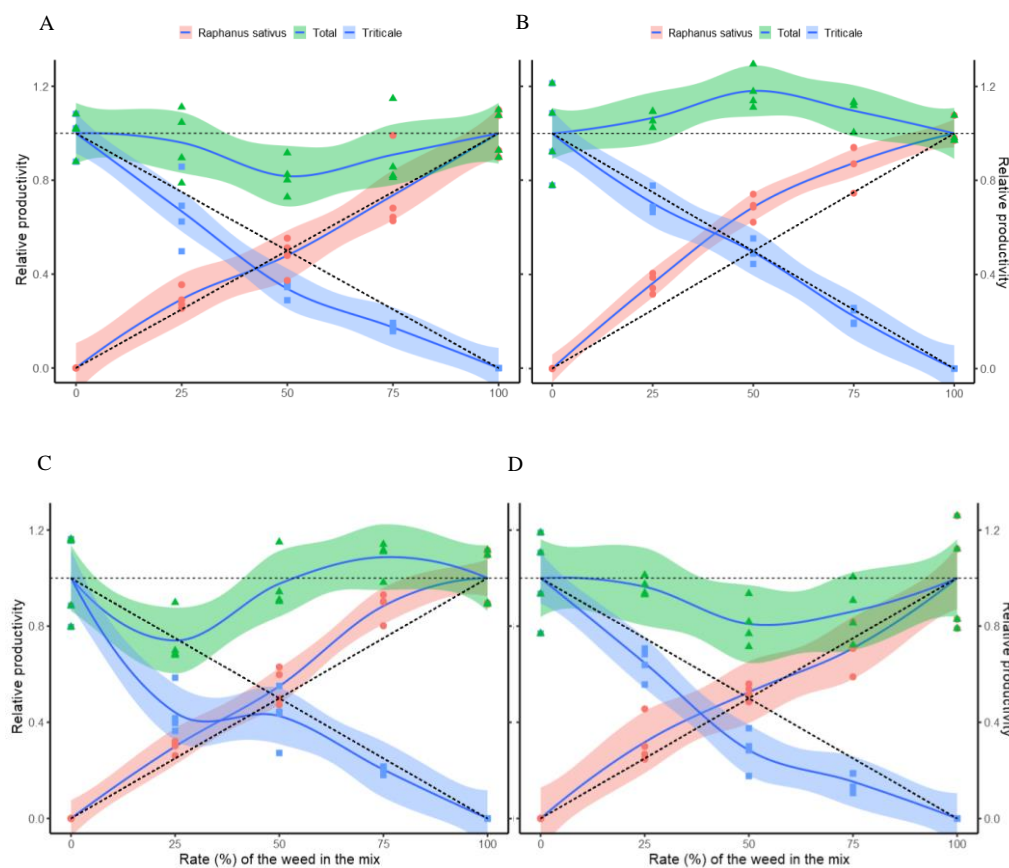 A
B
Raphanus sativus Total Triticale
Raphanus sativus Total Triticale
1.2
0.8
0.4
0.0
Relative productivity
0 25 50 75 100
1.2
0.8
0.4
0.0
Relative productivity
0 25 50 75 100
C
D
1.2
0.8
0.4
0.0
Relative productivity
0 25 50 75 100
Rate (%) of the weed in the mix
1.2
0.8
0.4
0.0
Relative productivity
0 25 50 75 100
Rate (%) of the weed in the mix